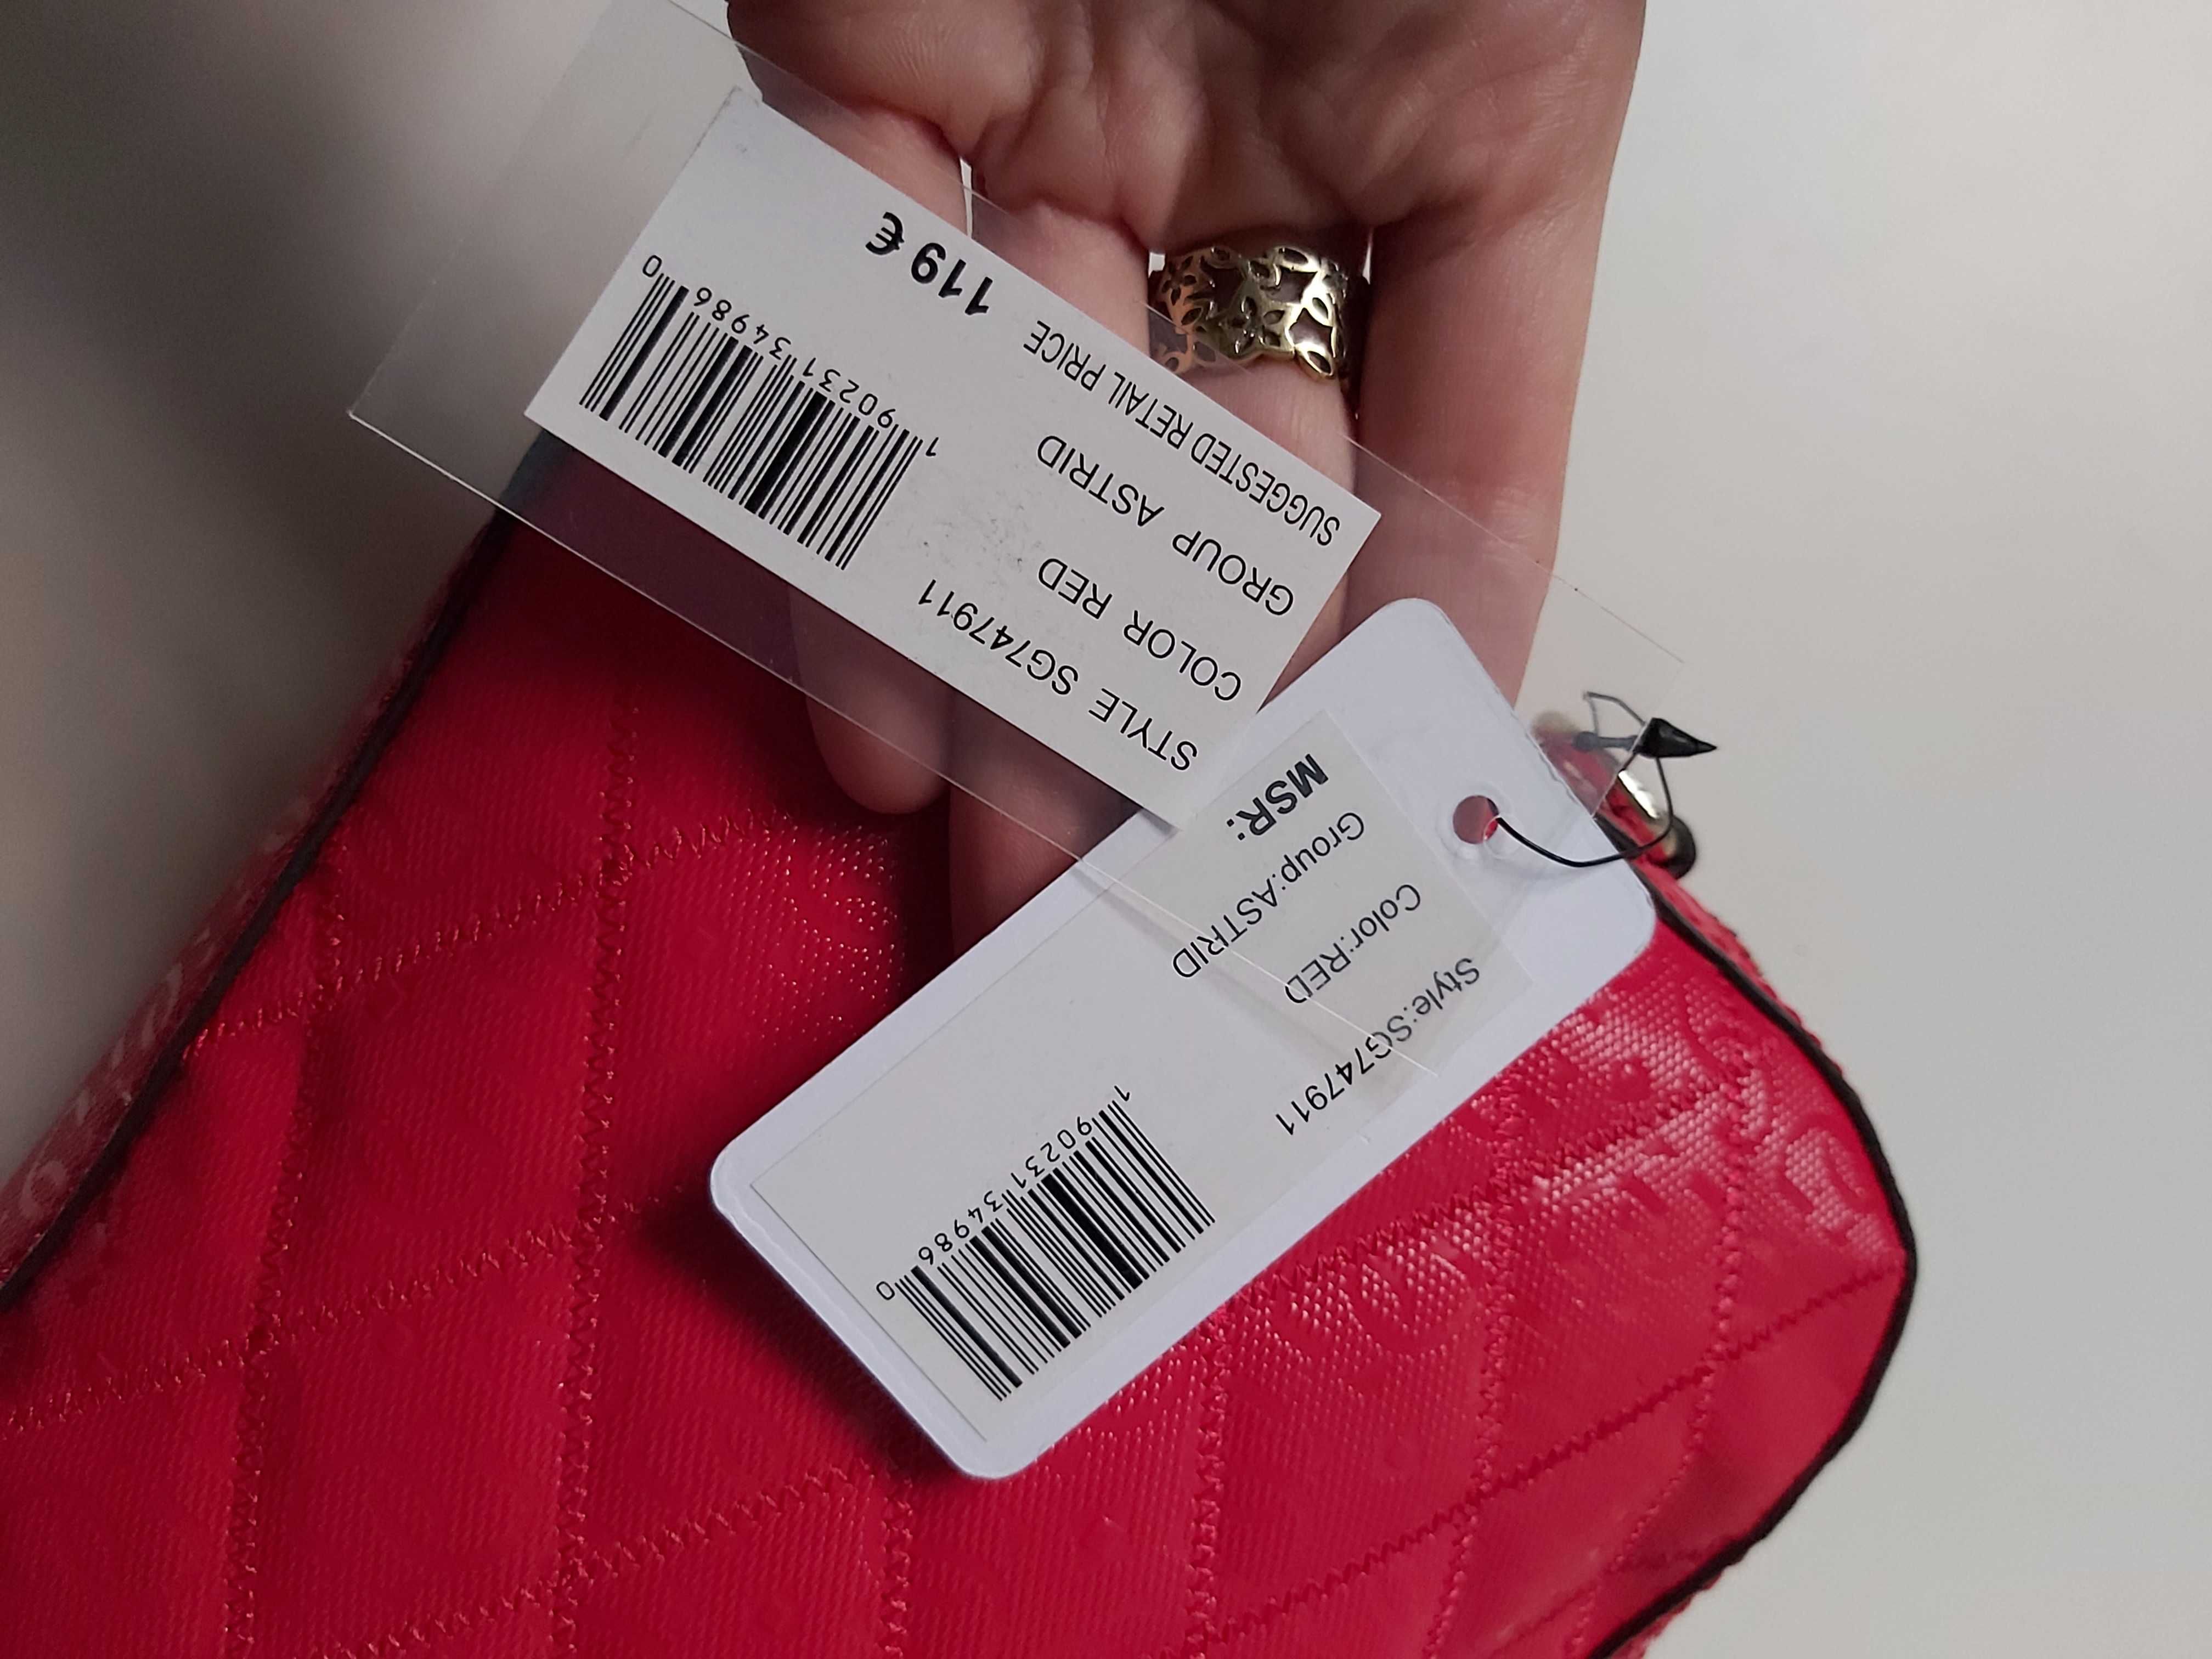 STYLE SG747911
COLOR RED
GROUP ASTRID
SUGGESTED RETAIL PRICE 119 €
1 90231 34986 0
Style:SG747911
Color:RED
Group:ASTRID
MSR:
1 90231 34986 0